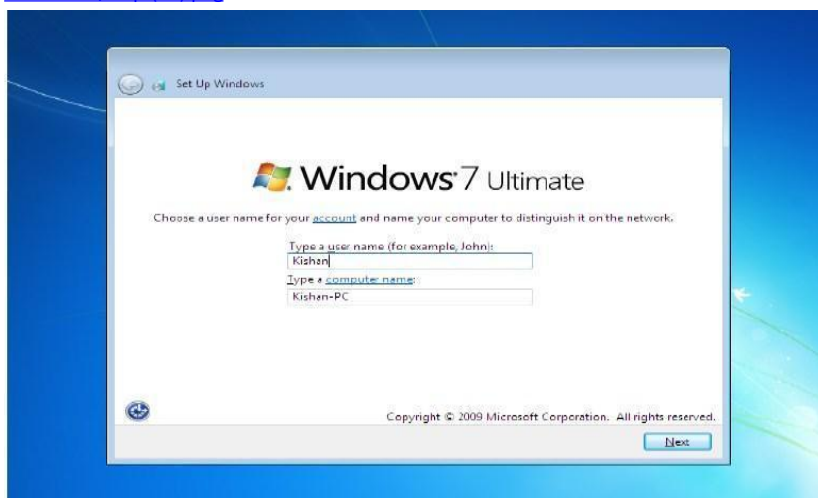 Set Up Windows
Windows 7 Ultimate
Choose a user name for your account and name your computer to distinguish it on the network.
Type a user name (for example, John):
Kishan
Type a computer name:
Kishan-PC
Copyright © 2009 Microsoft Corporation. All rights reserved.
Next